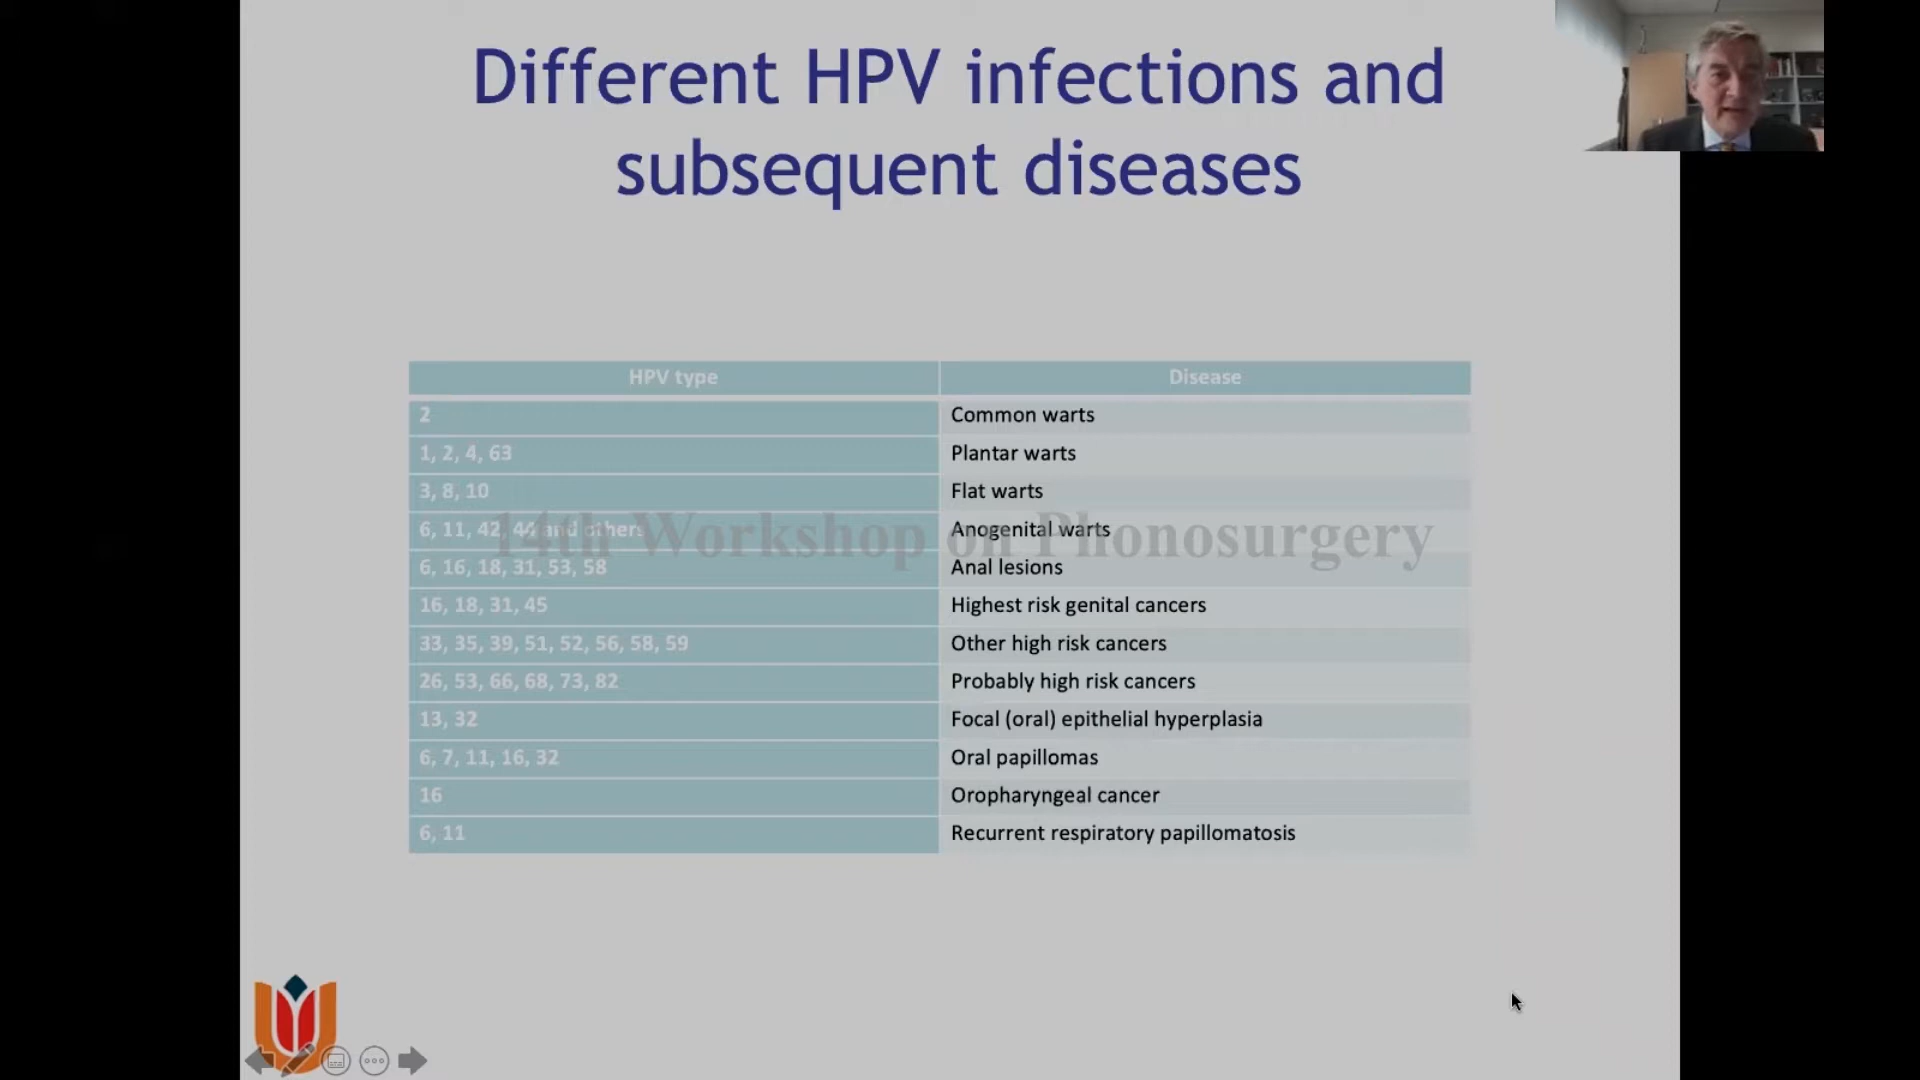 Different HPV infections and
subsequent diseases
HPV type Disease
2 Common warts
1, 2, 4, 63 Plantar warts
3, 8, 10 Flat warts
6, 11, 42, 44 and others Anogenital warts
14th Workshop on Phonosurgery
6, 16, 18, 31, 53, 58 Anal lesions
16, 18, 31, 45 Highest risk genital cancers
33, 35, 39, 51, 52, 56, 58, 59 Other high risk cancers
26, 53, 66, 68, 73, 82 Probably high risk cancers
13, 32 Focal (oral) epithelial hyperplasia
6, 7, 11, 16, 32 Oral papillomas
16 Oropharyngeal cancer
6, 11 Recurrent respiratory papillomatosis